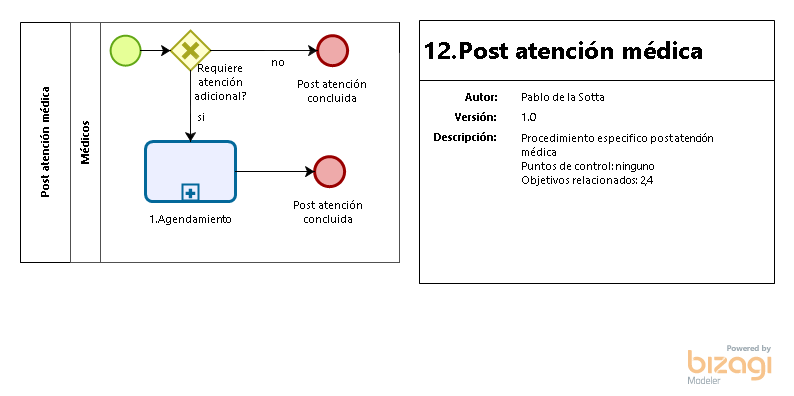 Post atención médica
Médicos
Requiere
atención
adicional?
no
si
Post atención
concluida
1.Agendamiento
Post atención
concluida
12.Post atención médica
Autor: Pablo de la Sotta
Versión: 1.0
Descripción: Procedimiento especifico post atención
médica
Puntos de control: ninguno
Objetivos relacionados: 2,4
Powered by
bizagi
Modeler